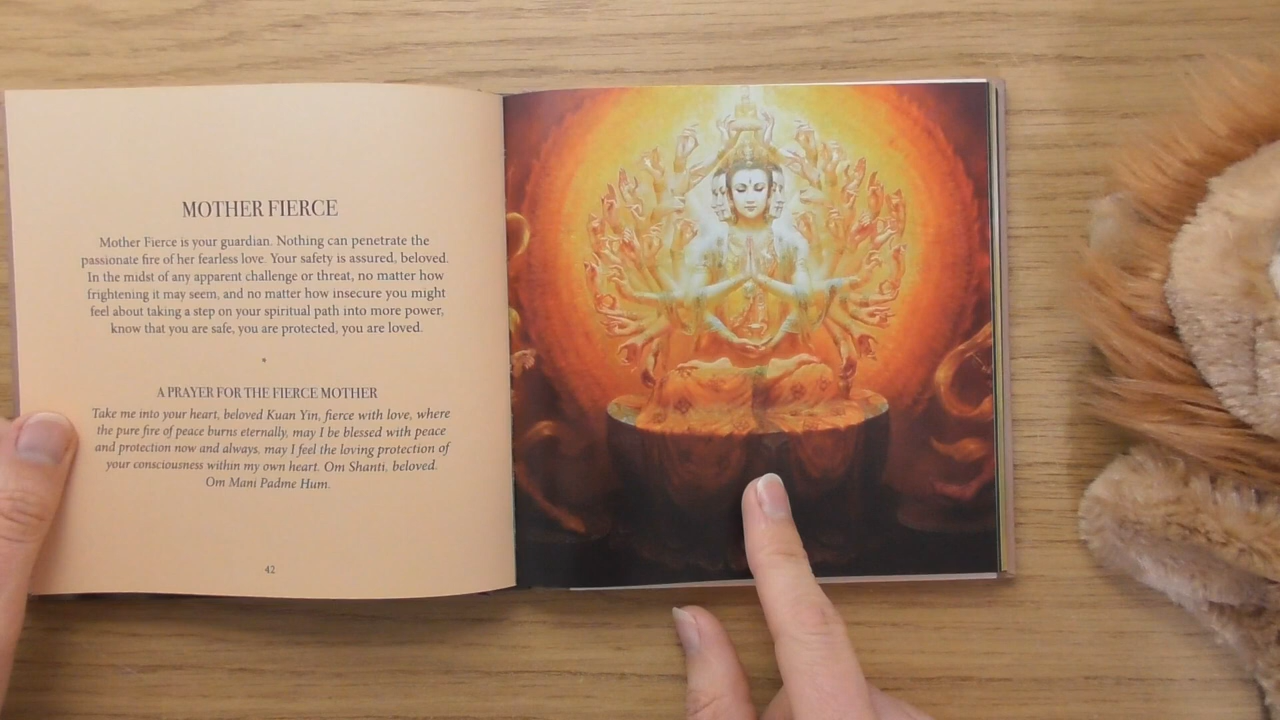 MOTHER FIERCE
Mother Fierce is your guardian. Nothing can penetrate the
passionate fire of her fearless love. Your safety is assured, beloved.
In the midst of any apparent challenge or threat, no matter how
frightening it may seem, and no matter how insecure you might
feel about taking a step on your spiritual path into more power,
know that you are safe, you are protected, you are loved.
A PRAYER FOR THE FIERCE MOTHER
Take me into your heart, beloved Kuan Yin, fierce with love, where
the pure fire of peace burns eternally, may I be blessed with peace
and protection now and always, may I feel the loving protection of
your consciousness within my own heart. Om Shanti, beloved.
Om Mani Padme Hum.
42